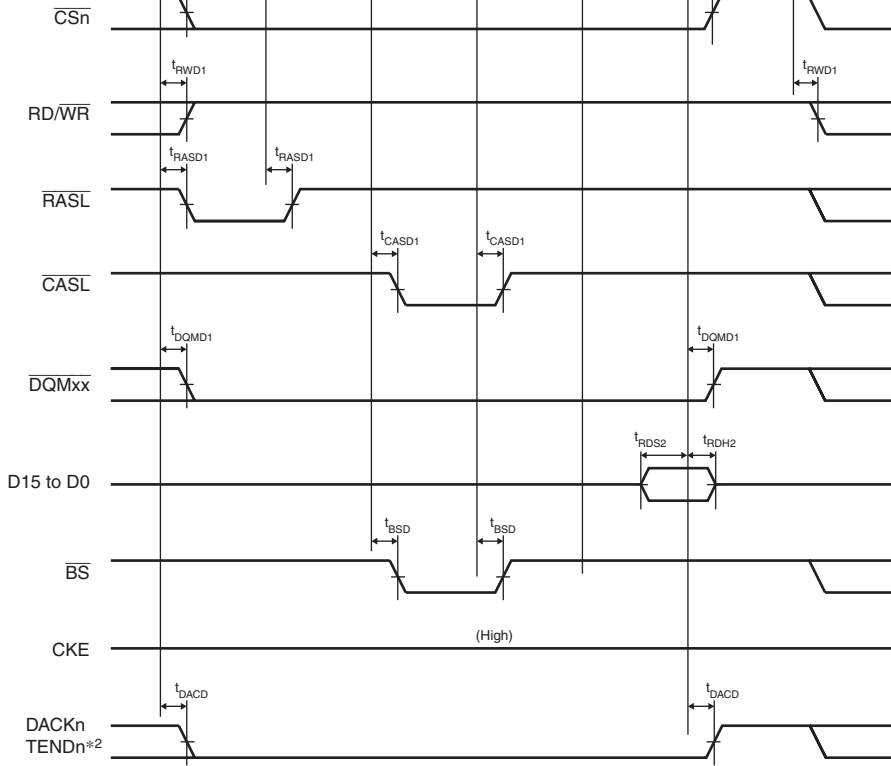 CSn
tRWD1 tRWD1
RD/WR
tRASD1 tRASD1
RASL
tCASD1 tCASD1
CASL
tDQMD1 tDQMD1
DQMxx
tRDS2 tRDH2
D15 to D0
tBSD tBSD
BS
(High)
CKE
tDACD tDACD
DACKn
TENDn*2